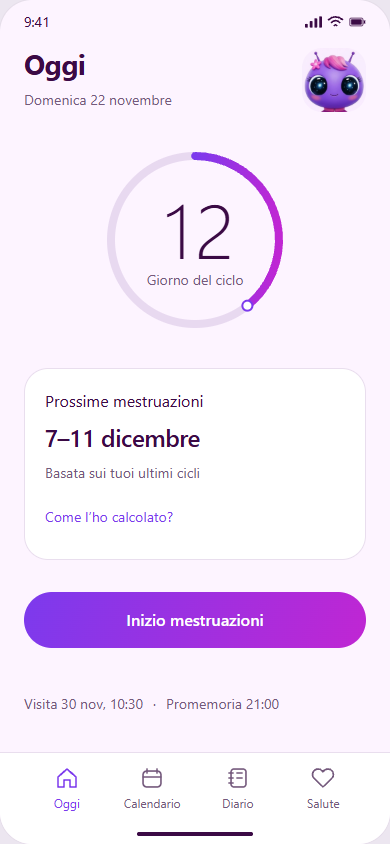 9:41
Oggi
Domenica 22 novembre
12
Giorno del ciclo
Prossime mestruazioni
7–11 dicembre
Basata sui tuoi ultimi cicli
Come l'ho calcolato?
Inizio mestruazioni
Visita 30 nov, 10:30 · Promemoria 21:00
Oggi Calendario Diario Salute